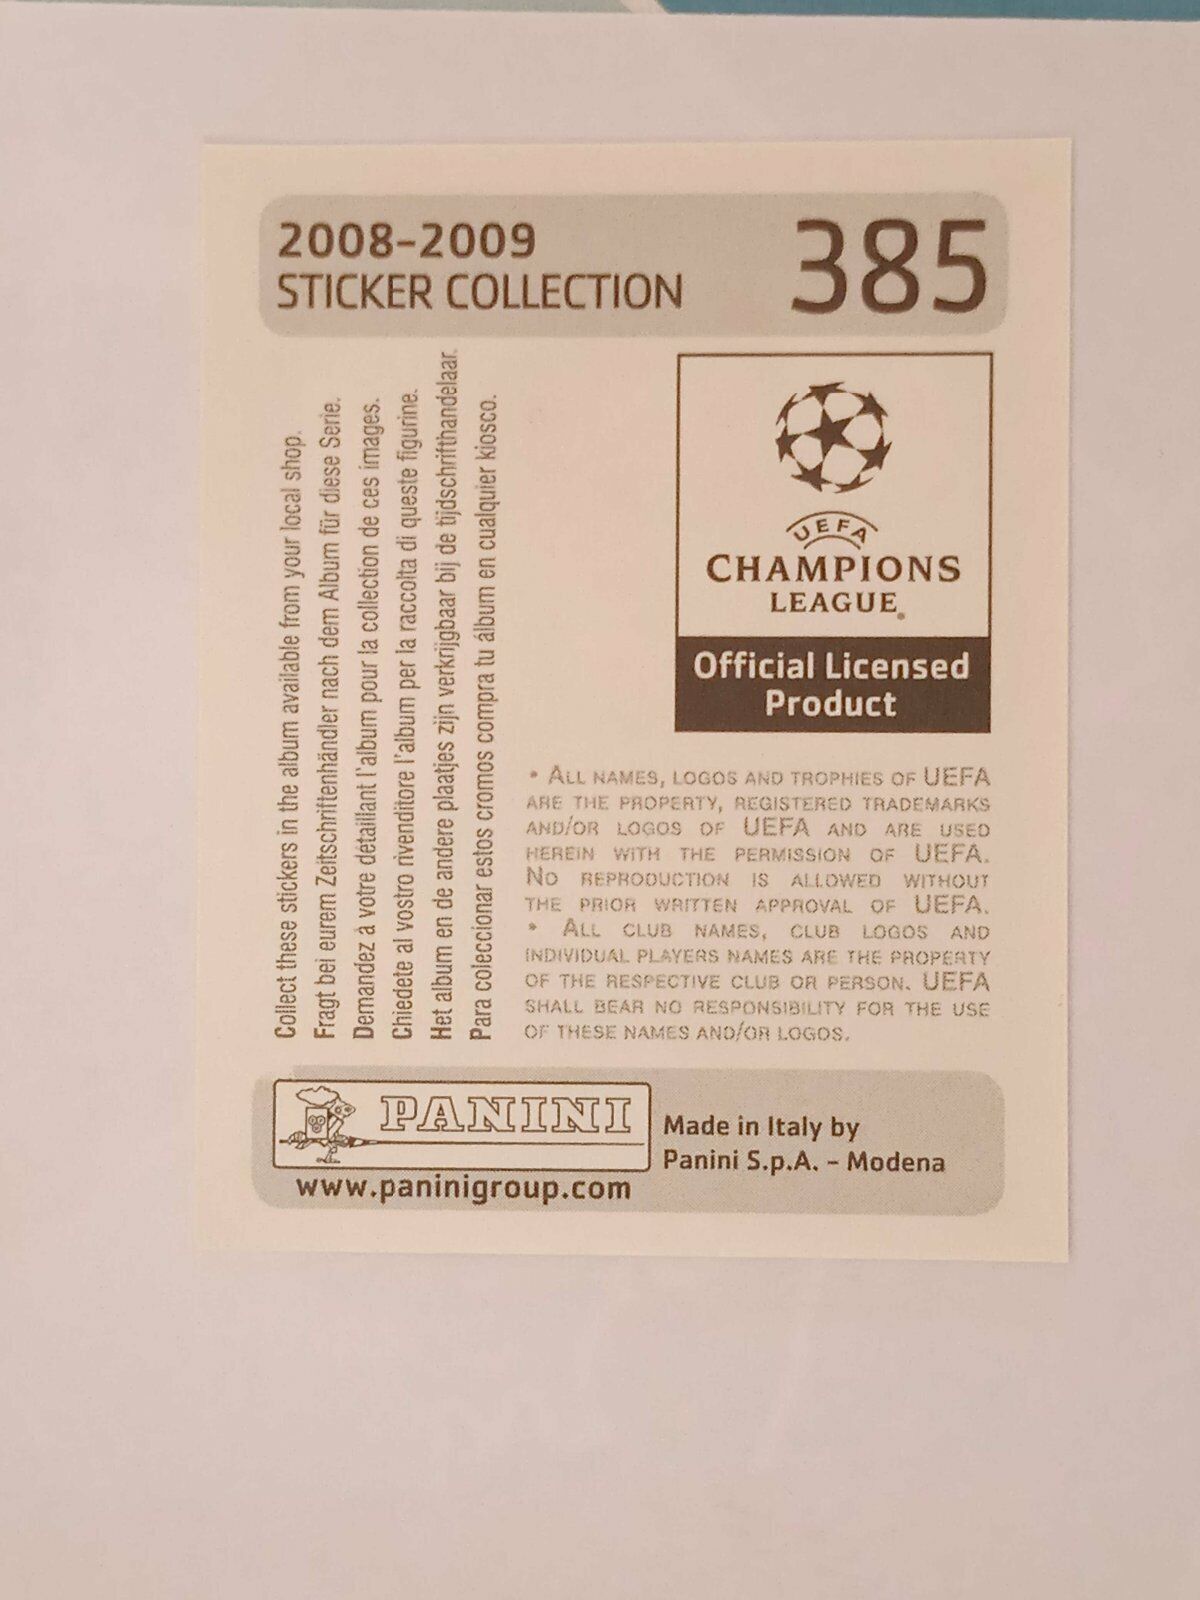 2008-2009
STICKER COLLECTION
385
Collect these stickers in the album available from your local shop.
Fragt bei eurem Zeitschriftenhändler nach dem Album für diese Serie.
Demandez à votre détaillant l'album pour la collection de ces images.
Chiedete al vostro rivenditore l'album per la raccolta di queste figurine.
Het album en de andere plaatjes zijn verkrijgbaar bij de tijdschrifthandelaar.
Para coleccionar estos cromos compra tu álbum en cualquier kiosco.
UEFA
CHAMPIONS
LEAGUE
Official Licensed
Product
• ALL NAMES, LOGOS AND TROPHIES OF UEFA
ARE THE PROPERTY, REGISTERED TRADEMARKS
AND/OR LOGOS OF UEFA AND ARE USED
HEREIN WITH THE PERMISSION OF UEFA.
NO REPRODUCTION IS ALLOWED WITHOUT
THE PRIOR WRITTEN APPROVAL OF UEFA.
• ALL CLUB NAMES, CLUB LOGOS AND
INDIVIDUAL PLAYERS NAMES ARE THE PROPERTY
OF THE RESPECTIVE CLUB OR PERSON. UEFA
SHALL BEAR NO RESPONSIBILITY FOR THE USE
OF THESE NAMES AND/OR LOGOS.
PANINI
www.paninigroup.com
Made in Italy by
Panini S.p.A. - Modena